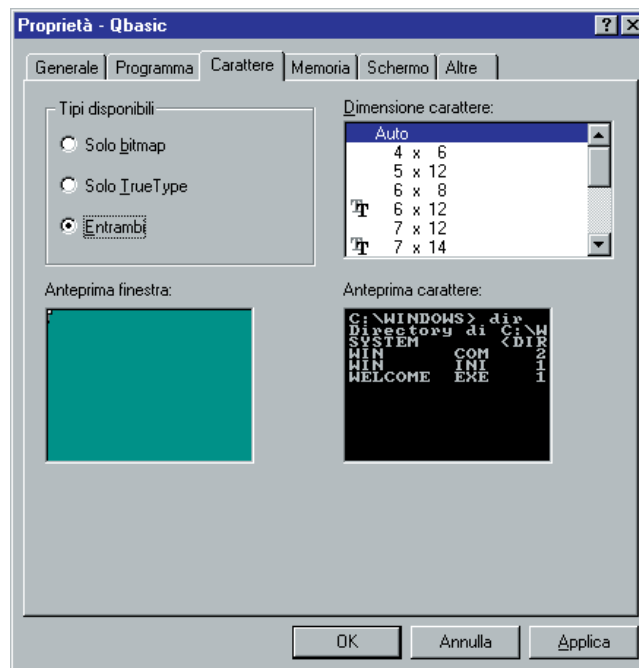 Proprietà - Qbasic
Generale Programma Carattere Memoria Schermo Altre
Tipi disponibili
Solo bitmap
Solo TrueType
Entrambi
Dimensione carattere:
Auto
4 x 6
5 x 12
6 x 8
6 x 12
7 x 12
7 x 14
Anteprima finestra:
Anteprima carattere:
C:\WINDOWS> dir
Directory di C:\W
SYSTEM <DIR
WIN COM 2
WIN INI 1
WELCOME EXE 1
OK Annulla Applica